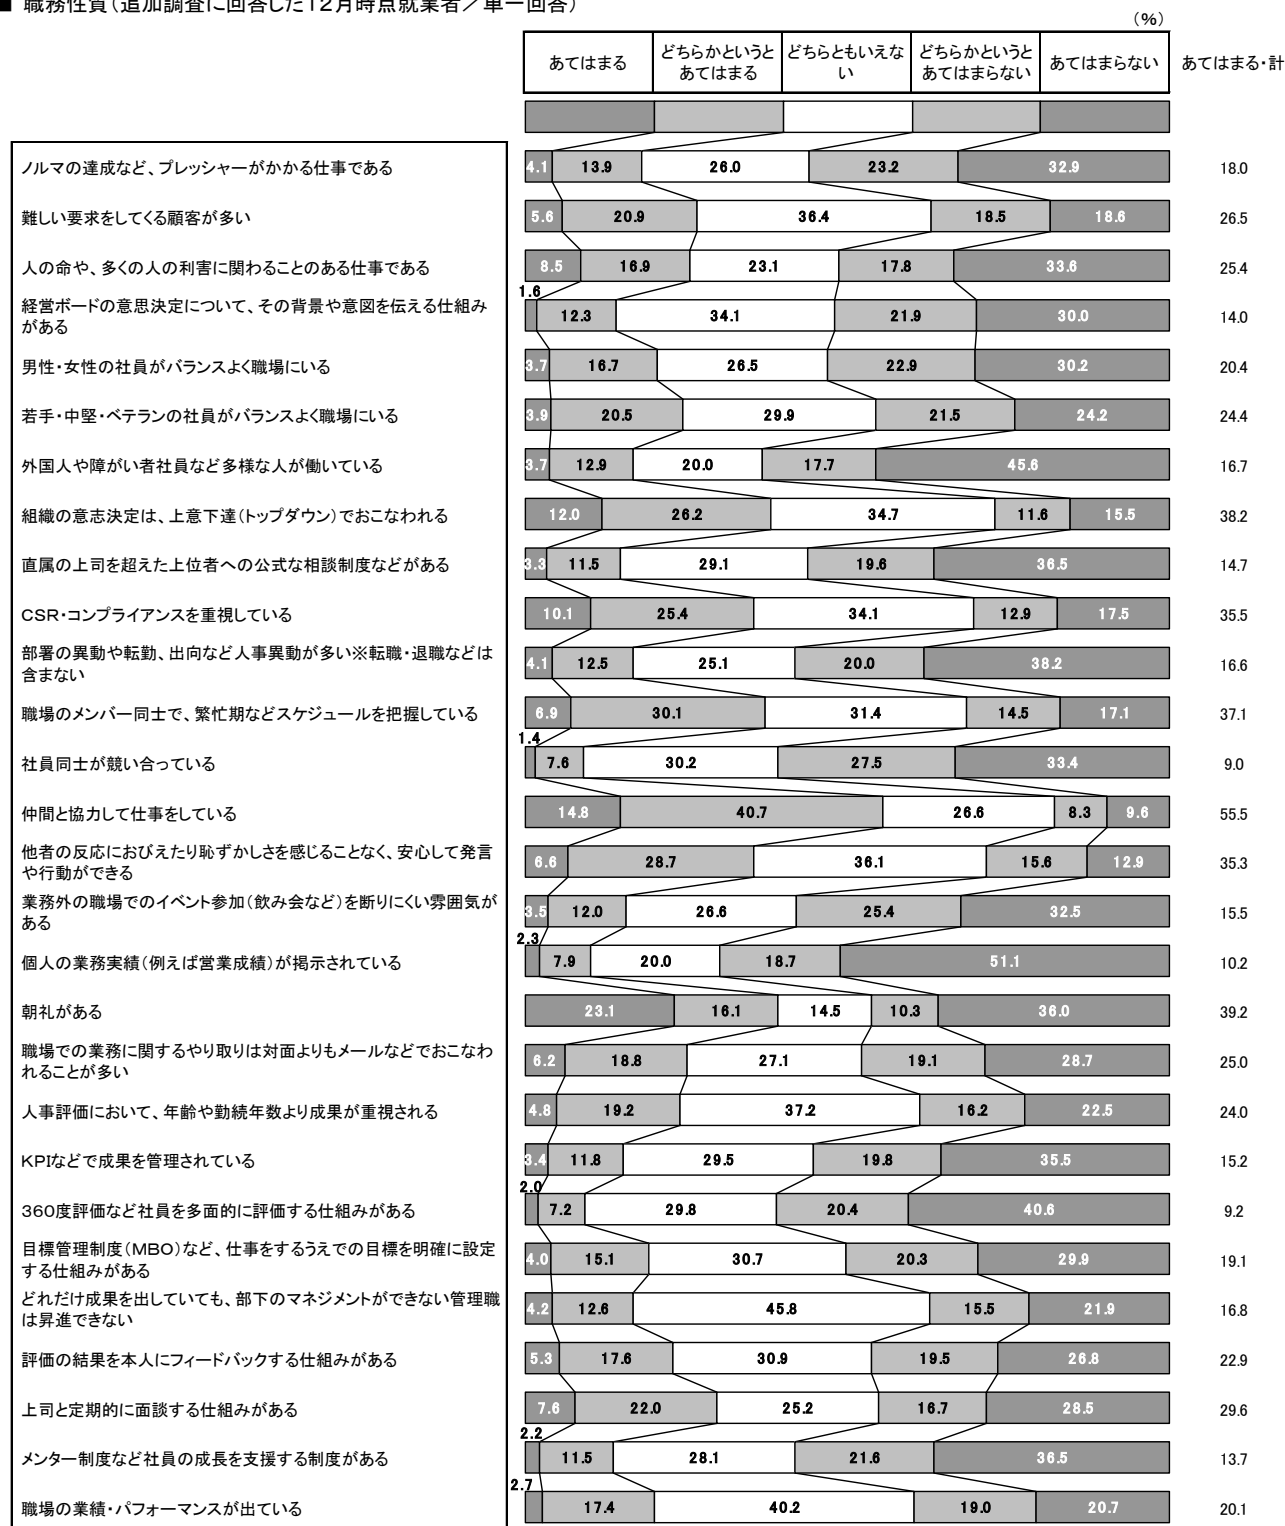 ■ 職務性質（追加調査に回答した12月時点就業者／単一回答）
（％）
あてはまる どちらかというと どちらともいえな どちらかというと あてはまらない あてはまる・計
あてはまる い あてはまらない
ノルマの達成など、プレッシャーがかかる仕事である 4.1 13.9 26.0 23.2 32.9 18.0
難しい要求をしてくる顧客が多い 5.6 20.9 36.4 18.5 18.6 26.5
人の命や、多くの人の利害に関わることのある仕事である 8.5 16.9 23.1 17.8 33.6 25.4
経営ボードの意思決定について、その背景や意図を伝える仕組み
がある 1.6 12.3 34.1 21.9 30.0 14.0
男性・女性の社員がバランスよく職場にいる 3.7 16.7 26.5 22.9 30.2 20.4
若手・中堅・ベテランの社員がバランスよく職場にいる 3.9 20.5 29.9 21.5 24.2 24.4
外国人や障がい者社員など多様な人が働いている 3.7 12.9 20.0 17.7 45.6 16.7
組織の意志決定は、上意下達（トップダウン）でおこなわれる 12.0 26.2 34.7 11.6 15.5 38.2
直属の上司を超えた上位者への公式な相談制度などがある 3.3 11.5 29.1 19.6 36.5 14.7
CSR・コンプライアンスを重視している 10.1 25.4 34.1 12.9 17.5 35.5
部署の異動や転勤、出向など人事異動が多い※転職・退職などは
含まない 4.1 12.5 25.1 20.0 38.2 16.6
職場のメンバー同士で、繁忙期などスケジュールを把握している 6.9 30.1 31.4 14.5 17.1 37.1
社員同士が競い合っている 1.4 7.6 30.2 27.5 33.4 9.0
仲間と協力して仕事をしている 14.8 40.7 26.6 8.3 9.6 55.5
他者の反応におびえたり恥ずかしさを感じることなく、安心して発言
や行動ができる 6.6 28.7 36.1 15.6 12.9 35.3
業務外の職場でのイベント参加（飲み会など）を断りにくい雰囲気が
ある 3.5 12.0 26.6 25.4 32.5 15.5
個人の業務実績（例えば営業成績）が掲示されている 2.3 7.9 20.0 18.7 51.1 10.2
朝礼がある 23.1 16.1 14.5 10.3 36.0 39.2
職場での業務に関するやり取りは対面よりもメールなどでおこなわ
れることが多い 6.2 18.8 27.1 19.1 28.7 25.0
人事評価において、年齢や勤続年数より成果が重視される 4.8 19.2 37.2 16.2 22.5 24.0
KPIなどで成果を管理されている 3.4 11.8 29.5 19.8 35.5 15.2
360度評価など社員を多面的に評価する仕組みがある 2.0 7.2 29.8 20.4 40.6 9.2
目標管理制度（MBO）など、仕事をするうえでの目標を明確に設定
する仕組みがある 4.0 15.1 30.7 20.3 29.9 19.1
どれだけ成果を出していても、部下のマネジメントができない管理職
は昇進できない 4.2 12.6 45.8 15.5 21.9 16.8
評価の結果を本人にフィードバックする仕組みがある 5.3 17.6 30.9 19.5 26.8 22.9
上司と定期的に面談する仕組みがある 7.6 22.0 25.2 16.7 28.5 29.6
メンター制度など社員の成長を支援する制度がある 2.2 11.5 28.1 21.6 36.5 13.7
職場の業績・パフォーマンスが出ている 2.7 17.4 40.2 19.0 20.7 20.1